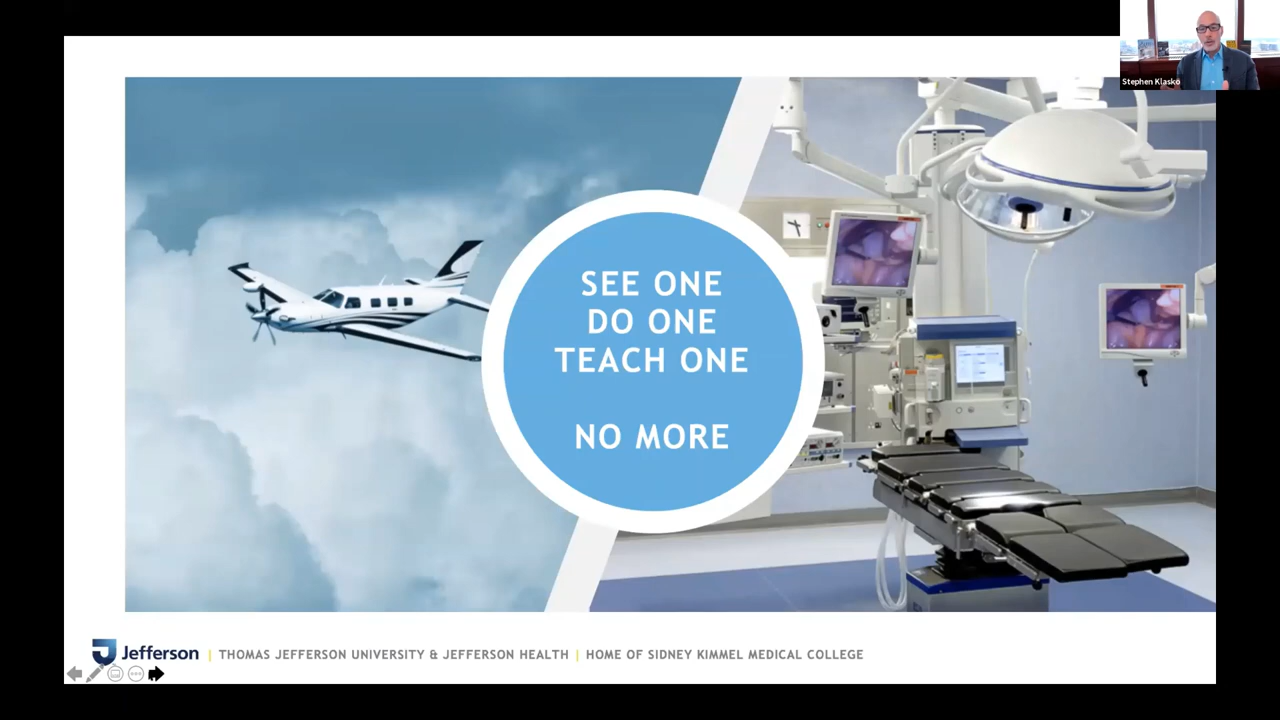 Stephen Klasko
SEE ONE
DO ONE
TEACH ONE
NO MORE
Jefferson | THOMAS JEFFERSON UNIVERSITY & JEFFERSON HEALTH | HOME OF SIDNEY KIMMEL MEDICAL COLLEGE